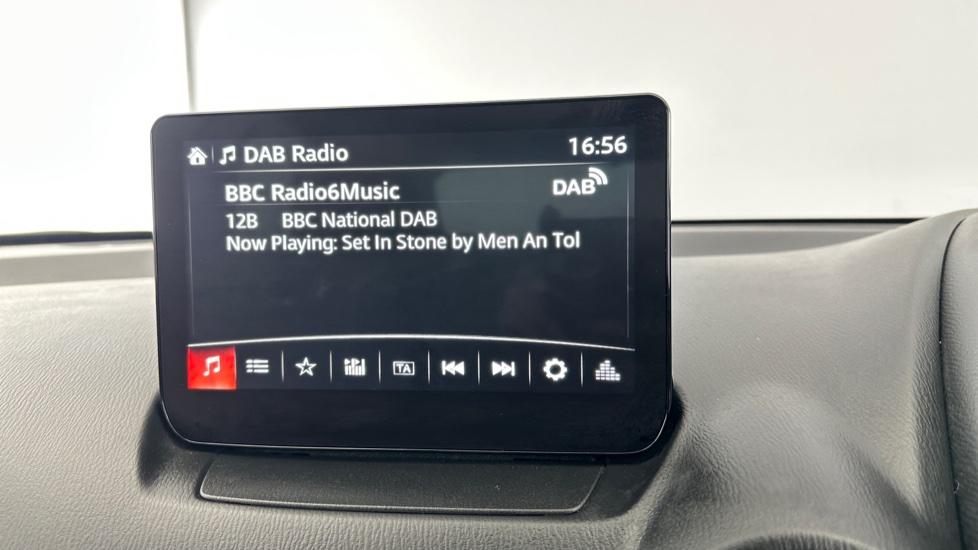 DAB Radio 16:56
BBC Radio6Music DAB
12B BBC National DAB
Now Playing: Set In Stone by Men An Tol
TA